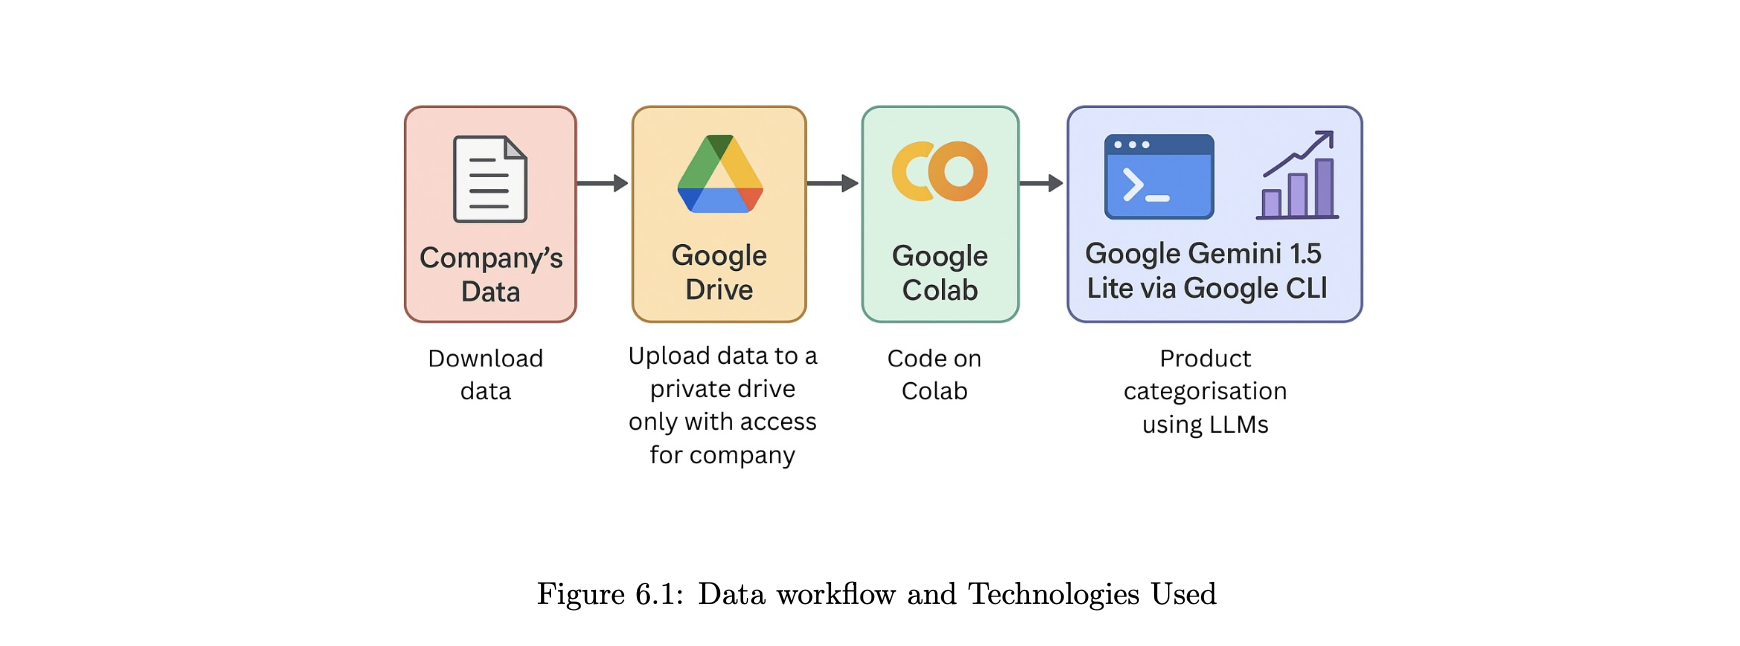 Company’s
Data
Google
Drive
Google
Colab
Google Gemini 1.5
Lite via Google CLI
Download
data
Upload data to a
private drive
only with access
for company
Code on
Colab
Product
categorisation
using LLMs
Figure 6.1: Data workflow and Technologies Used